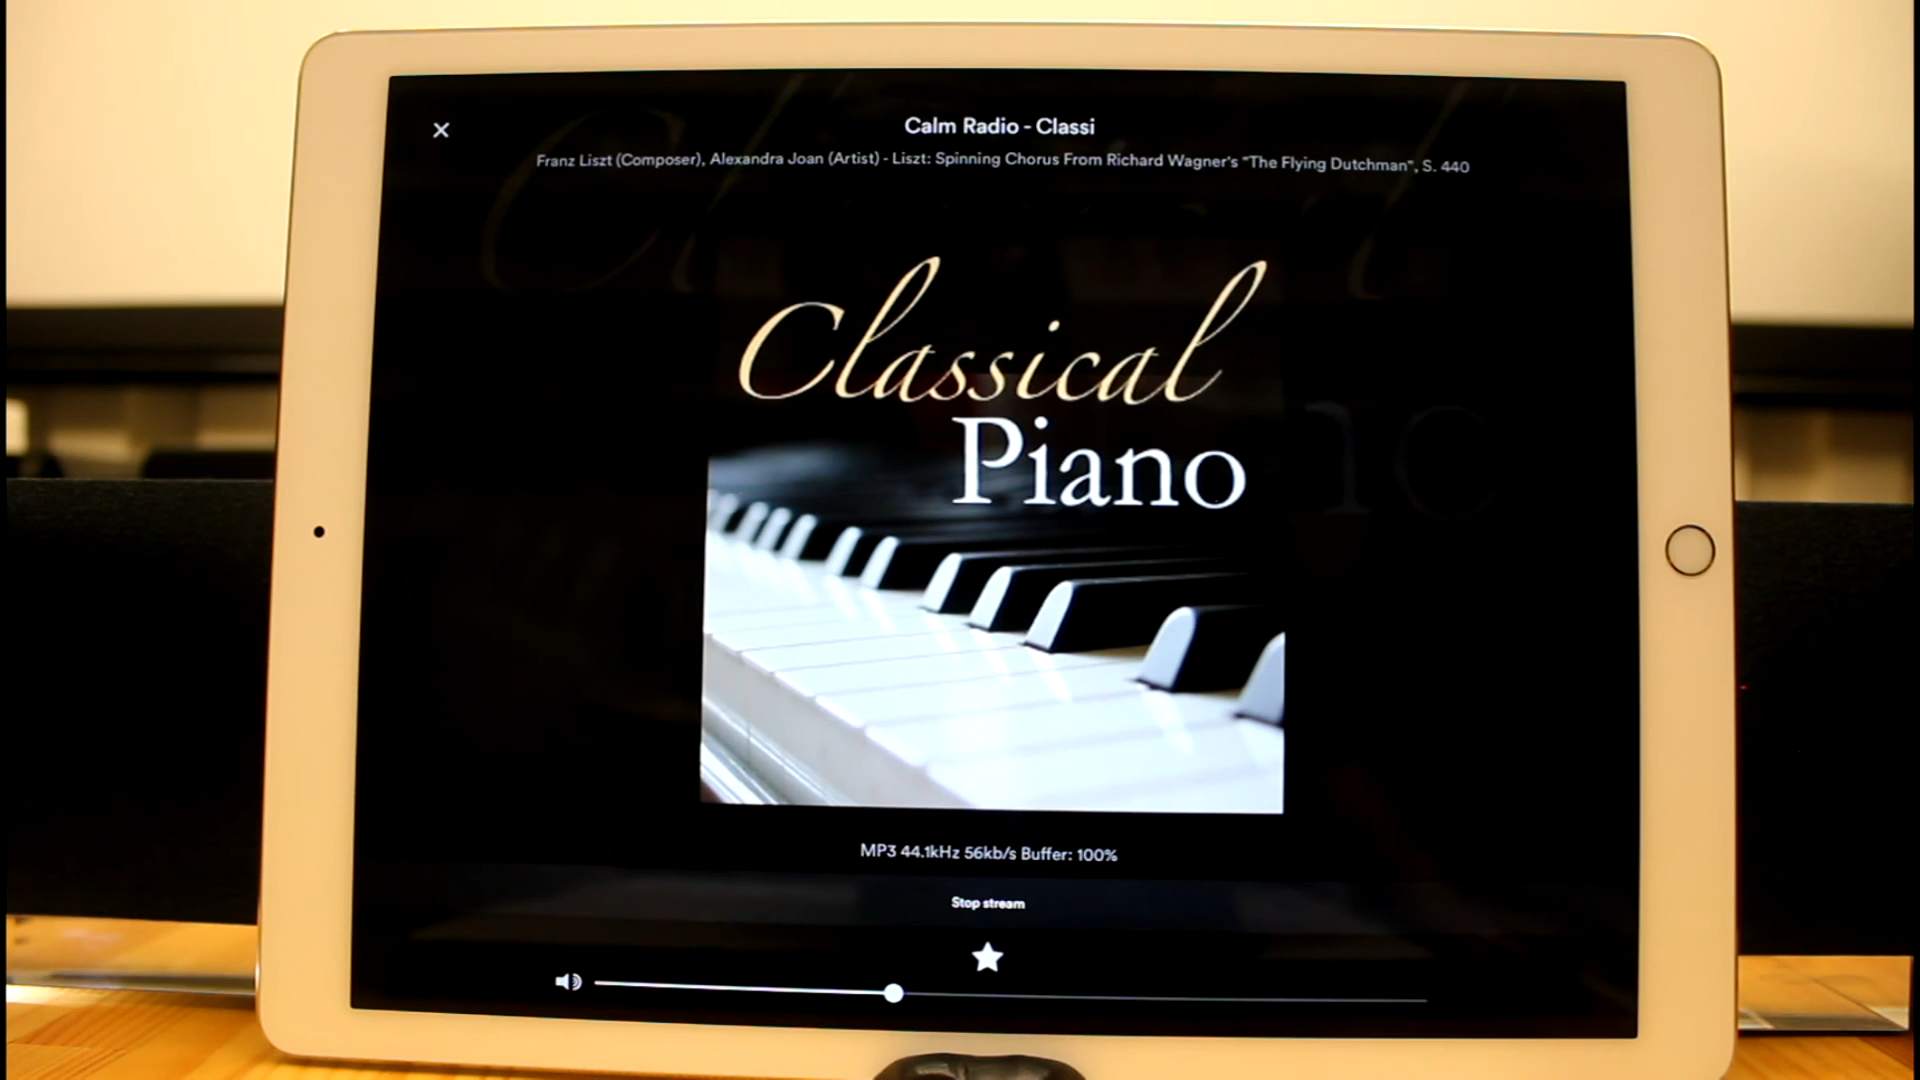 Calm Radio - Classi
Franz Liszt (Composer), Alexandra Joan (Artist) - Liszt: Spinning Chorus From Richard Wagner's "The Flying Dutchman", S. 440
Classical
Piano
MP3 44.1kHz 56kb/s Buffer: 100%
Stop stream